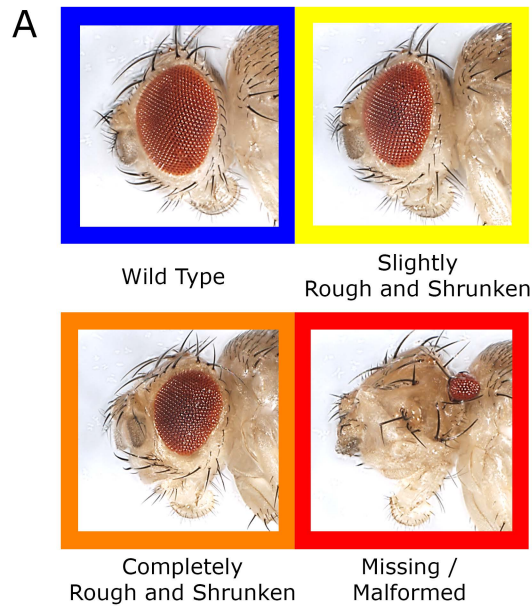 A
Wild Type
Slightly
Rough and Shrunken
Completely
Rough and Shrunken
Missing /
Malformed